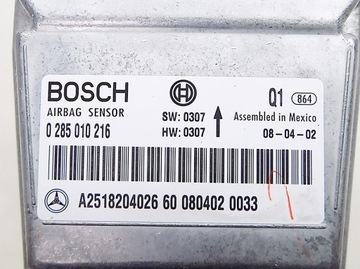 BOSCH
AIRBAG SENSOR
0 285 010 216
SW: 0307
HW: 0307
Q1 864
Assembled in Mexico
08-04-02
A2518204026 60 080402 0033